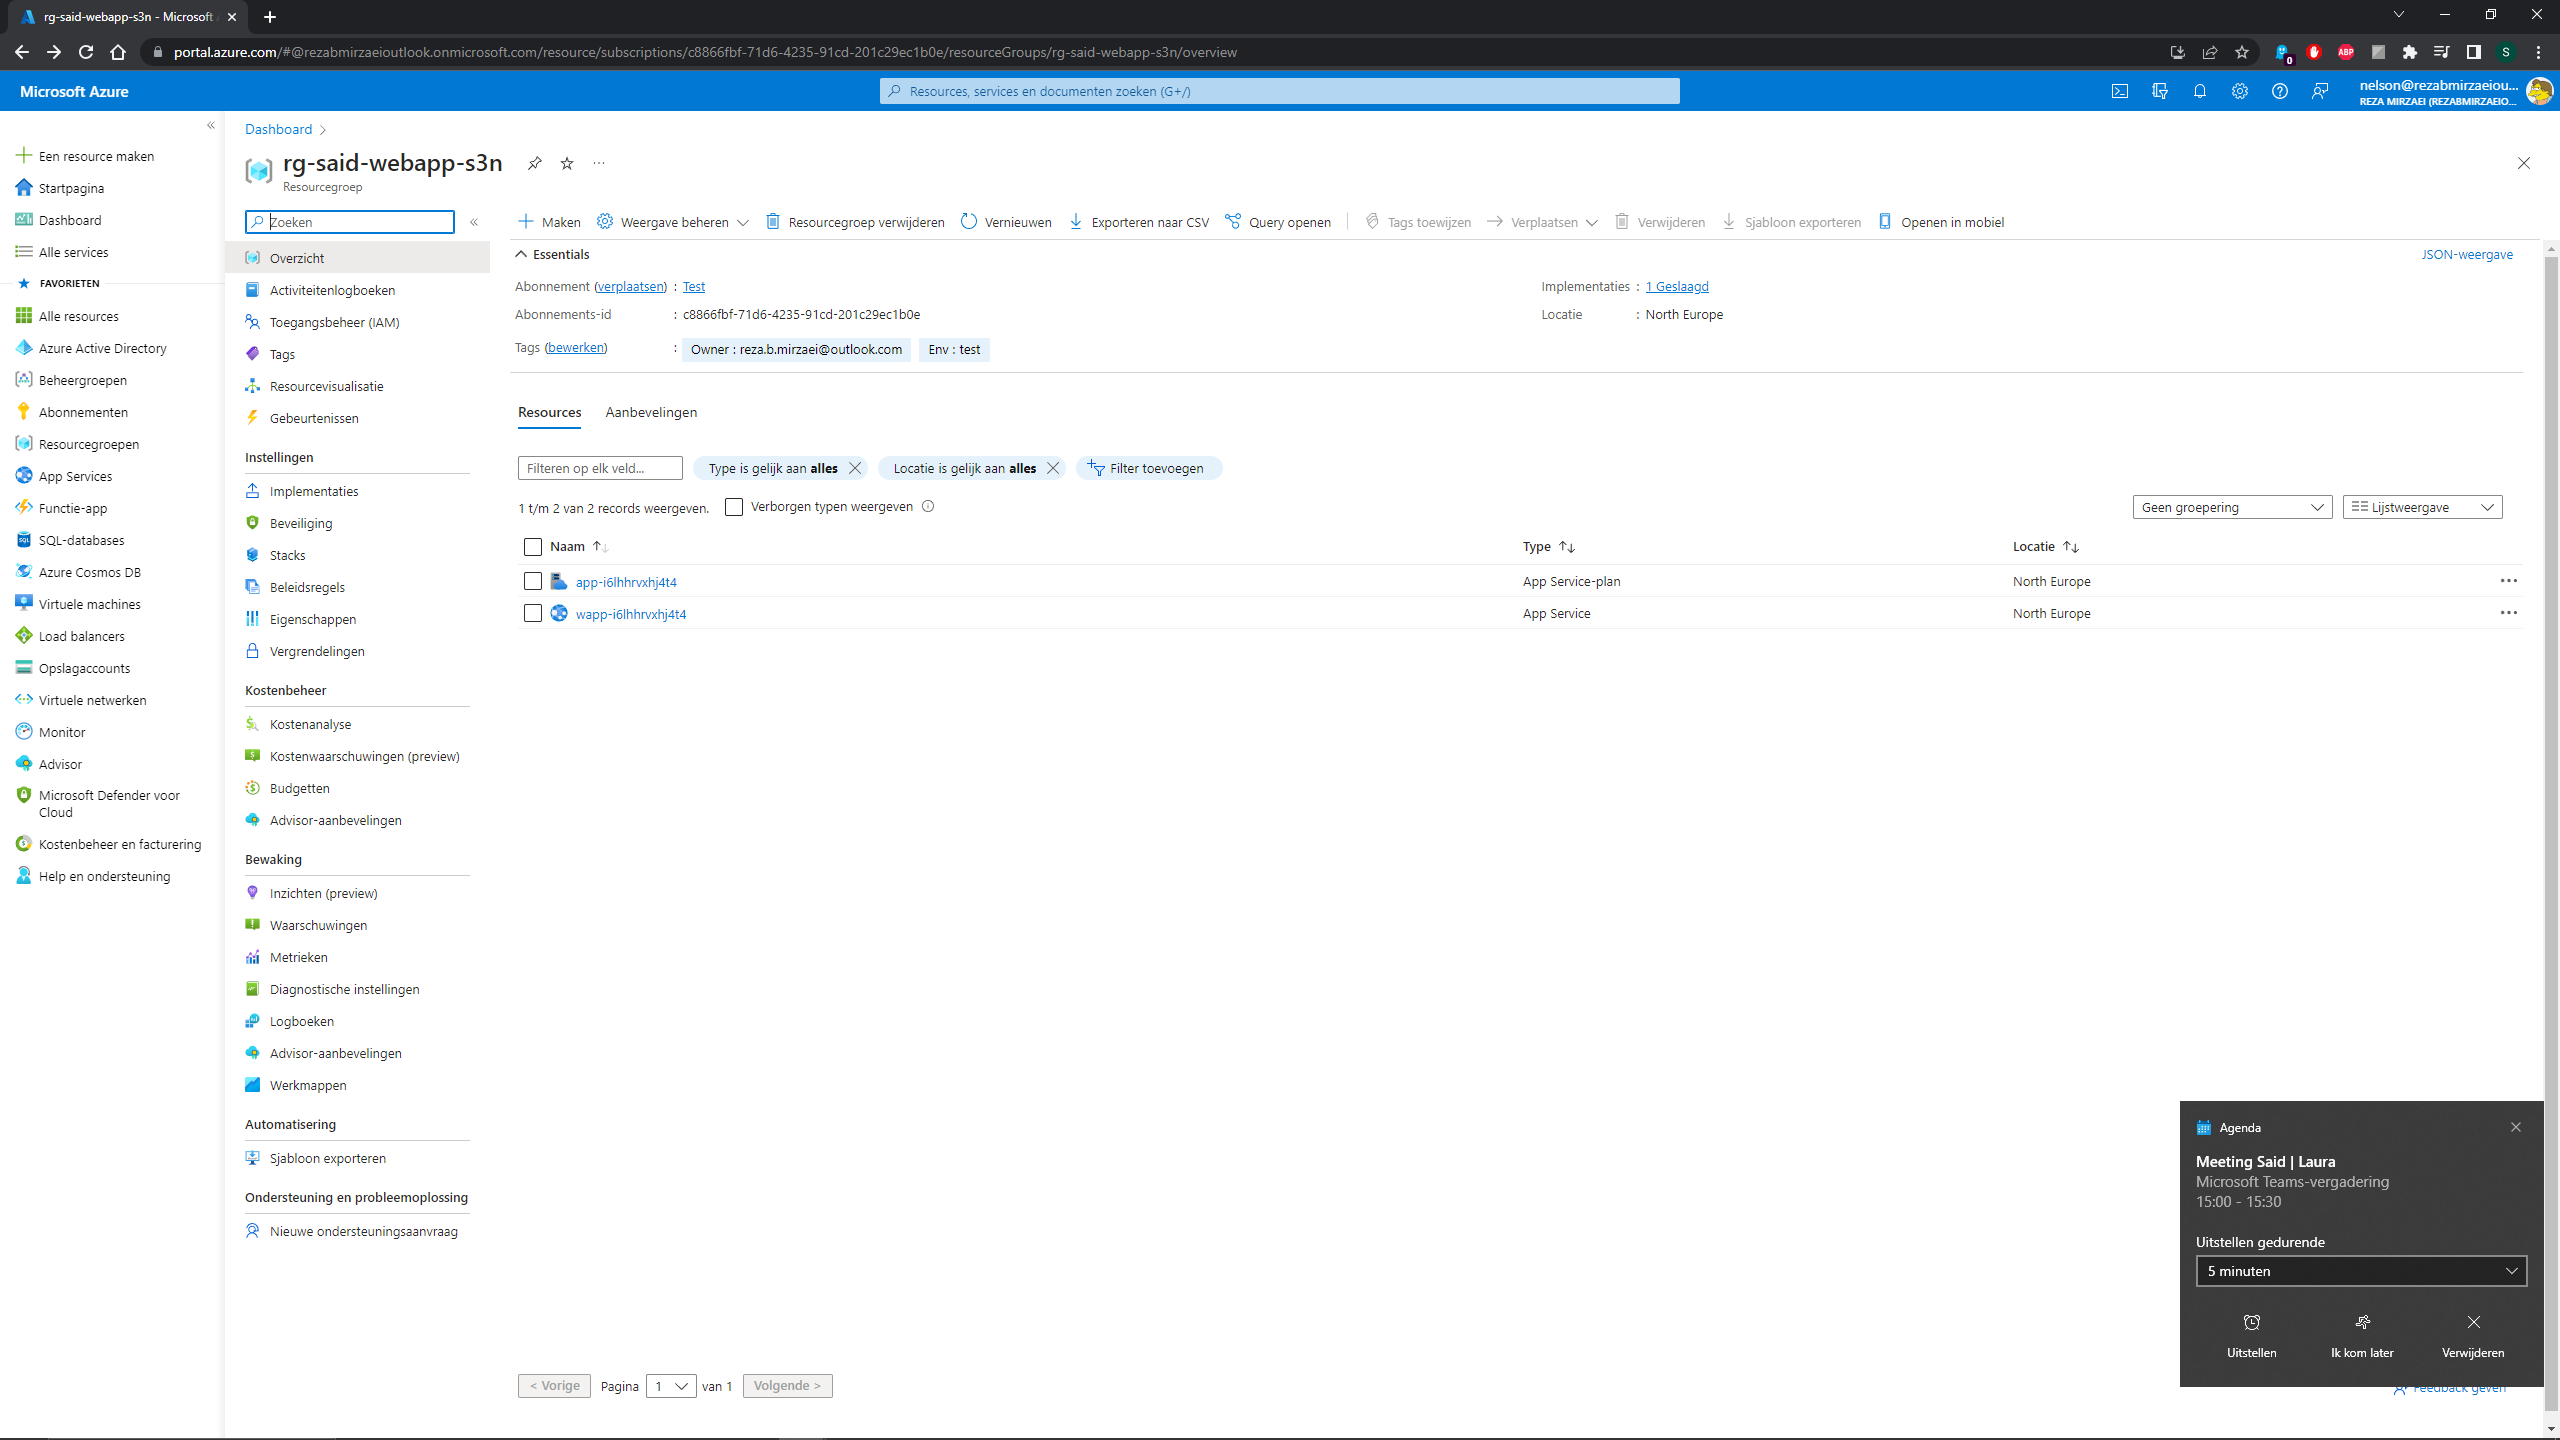 rg-said-webapp-s3n - Microsoft
portal.azure.com/#@rezabmirzaeioutlook.onmicrosoft.com/resource/subscriptions/c8866fbf-71d6-4235-91cd-201c29ec1b0e/resourceGroups/rg-said-webapp-s3n/overview
ABP
0
S
Microsoft Azure
Resources, services en documenten zoeken (G+/)
nelson@rezabmirzaeiou...
REZA MIRZAEI (REZABMIRZAEIO...
Een resource maken
Startpagina
Dashboard
Alle services
FAVORIETEN
Alle resources
Azure Active Directory
Beheergroepen
Abonnementen
Resourcegroepen
App Services
Functie-app
SQL-databases
Azure Cosmos DB
Virtuele machines
Load balancers
Opslagaccounts
Virtuele netwerken
Monitor
Advisor
Microsoft Defender voor
Cloud
Kostenbeheer en facturering
Help en ondersteuning
Dashboard
rg-said-webapp-s3n
Resourcegroep
Zoeken
Overzicht
Activiteitenlogboeken
Toegangsbeheer (IAM)
Tags
Resourcevisualisatie
Gebeurtenissen
Instellingen
Implementaties
Beveiliging
Stacks
Beleidsregels
Eigenschappen
Vergrendelingen
Kostenbeheer
Kostenanalyse
Kostenwaarschuwingen (preview)
Budgetten
Advisor-aanbevelingen
Bewaking
Inzichten (preview)
Waarschuwingen
Metrieken
Diagnostische instellingen
Logboeken
Advisor-aanbevelingen
Werkmappen
Automatisering
Sjabloon exporteren
Ondersteuning en probleemoplossing
Nieuwe ondersteuningsaanvraag
Maken Weergave beheren Resourcegroep verwijderen Vernieuwen Exporteren naar CSV Query openen Tags toewijzen Verplaatsen Verwijderen Sjabloon exporteren Openen in mobiel
Essentials
JSON-weergave
Abonnement (verplaatsen) : Test
Implementaties : 1 Geslaagd
Abonnements-id : c8866fbf-71d6-4235-91cd-201c29ec1b0e
Locatie : North Europe
Tags (bewerken) : Owner : reza.b.mirzaei@outlook.com Env : test
Resources Aanbevelingen
Filteren op elk veld... Type is gelijk aan alles Locatie is gelijk aan alles Filter toevoegen
1 t/m 2 van 2 records weergeven. Verborgen typen weergeven
Geen groepering Lijstweergave
Naam Type Locatie
app-i6lhhrvxhj4t4 App Service-plan North Europe
wapp-i6lhhrvxhj4t4 App Service North Europe
< Vorige Pagina 1 van 1 Volgende >
Feedback geven
Agenda
Meeting Said | Laura
Microsoft Teams-vergadering
15:00 - 15:30
Uitstellen gedurende
5 minuten
Uitstellen Ik kom later Verwijderen